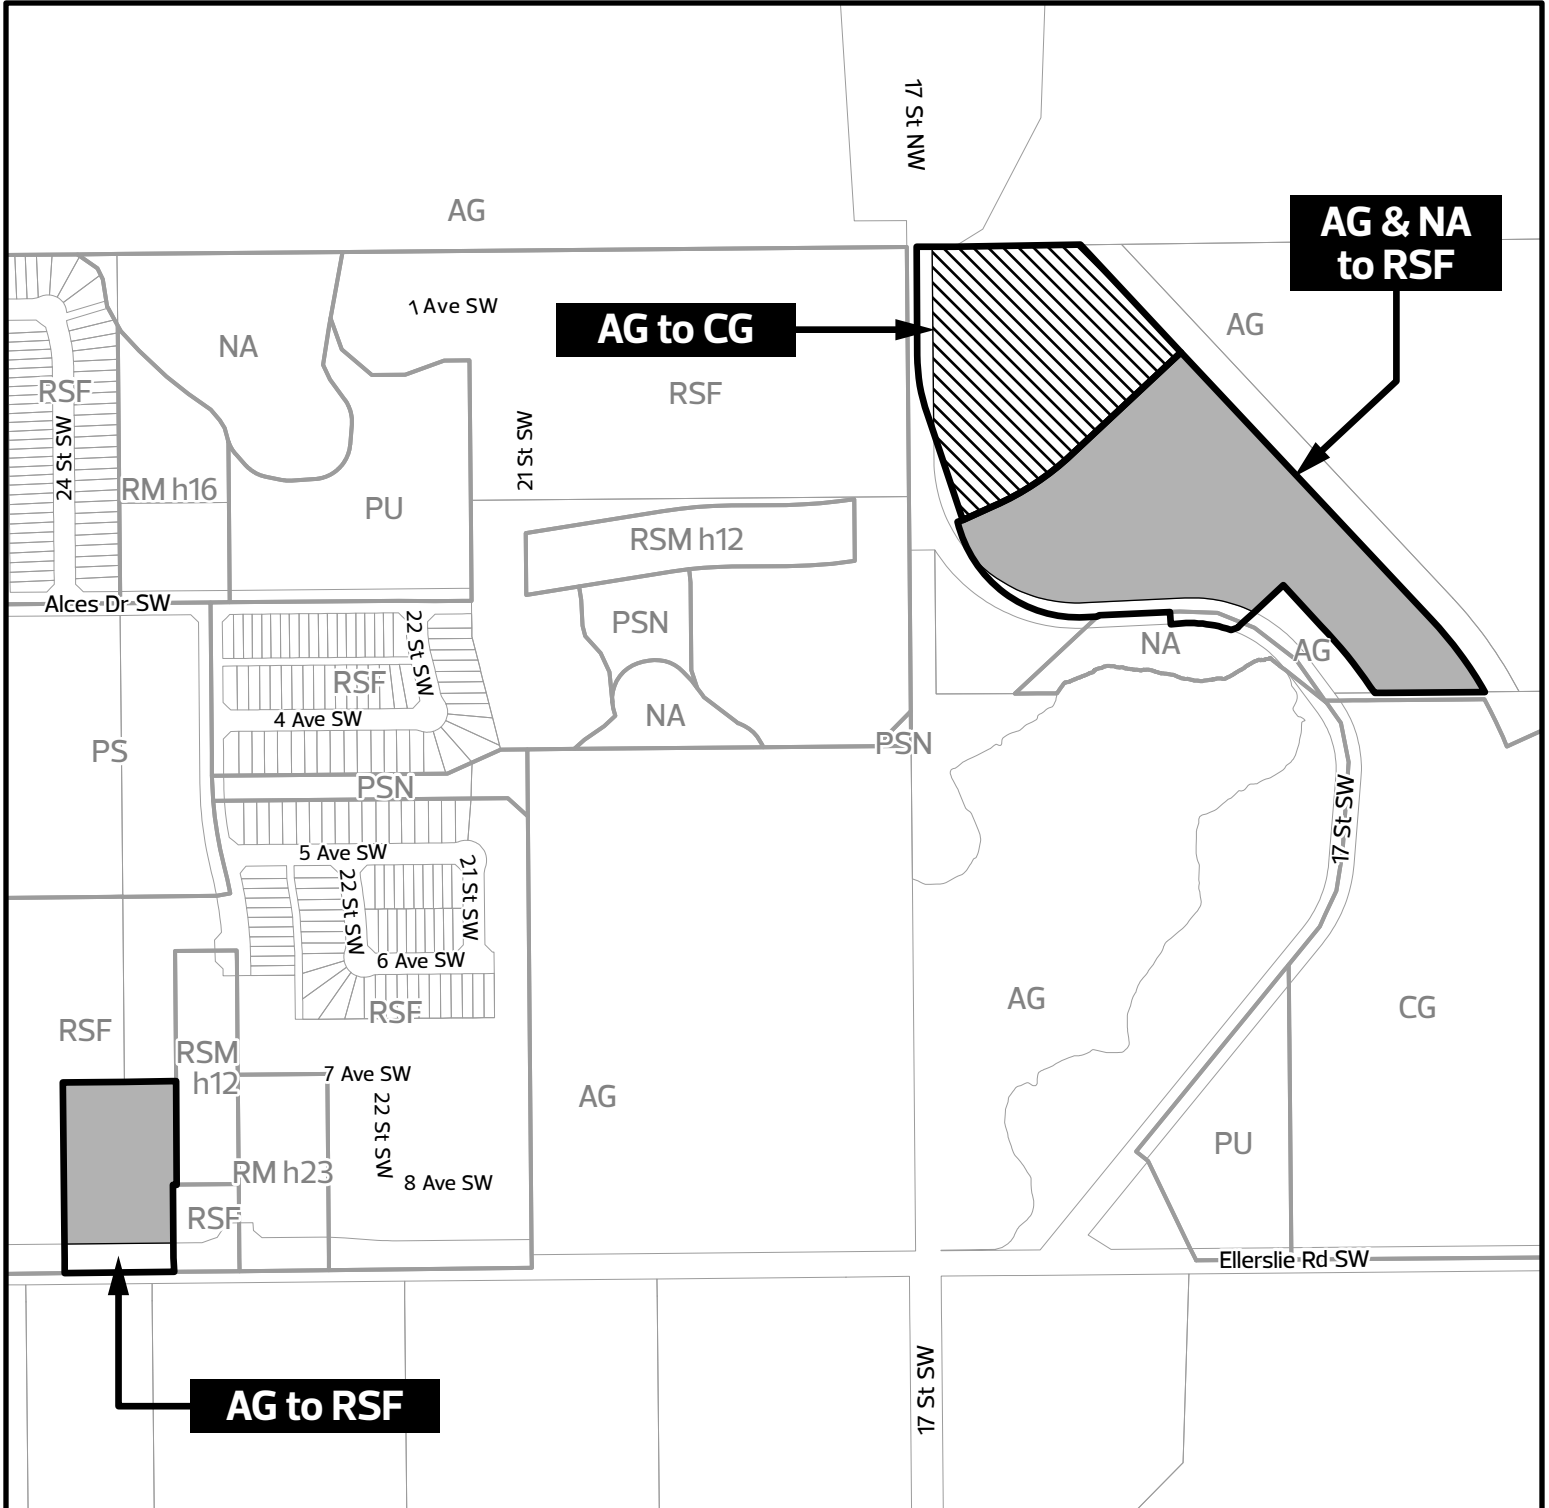 17 St NW
AG
AG & NA
to RSF
1 Ave SW
AG to CG
AG
NA
RSF
RSF
24 St SW
21 St SW
RM h16
PU
RSM h12
Alces Dr SW
22 St SW
PSN
NA
AG
RSF
4 Ave SW
NA
PS
PSN
PSN
17 St SW
5 Ave SW
22 St SW
21 St SW
6 Ave SW
AG
CG
RSF
RSF
RSM
h12
7 Ave SW
AG
22 St SW
PU
RM h23
8 Ave SW
RSF
Ellerslie Rd SW
17 St SW
AG to RSF